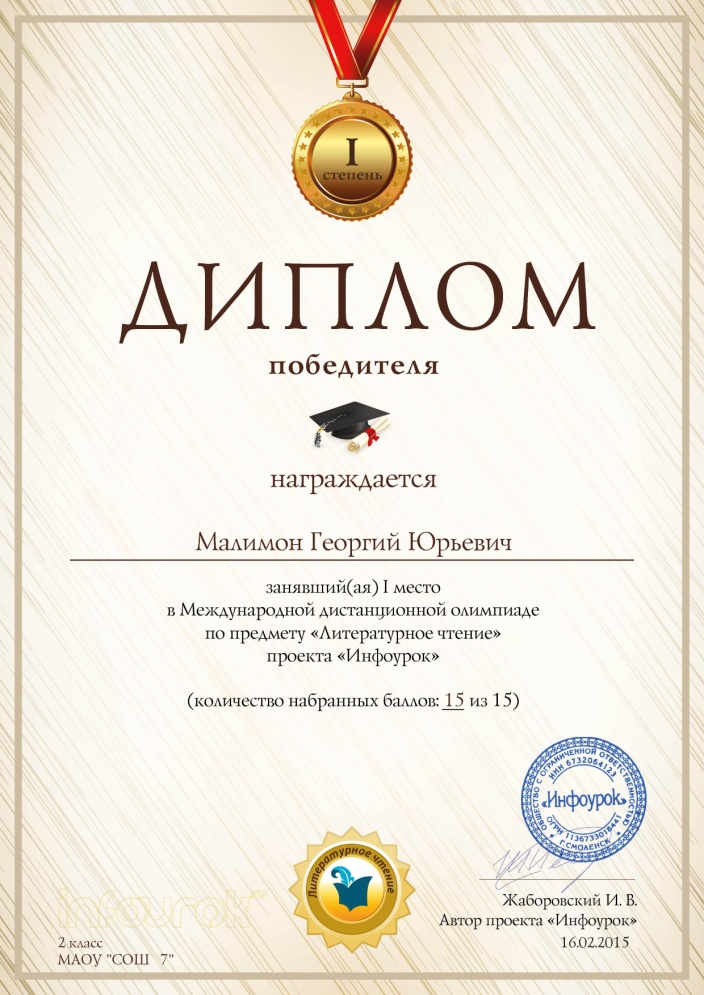 I
степень
ДИПЛОМ
победителя
награждается
Малимон Георгий Юрьевич
занявший(ая) I место
в Международной дистанционной олимпиаде
по предмету «Литературное чтение»
проекта «Инфоурок»
(количество набранных баллов: 15 из 15)
ОБЩЕСТВО С ОГРАНИЧЕННОЙ ОТВЕТСТВЕННОСТЬЮ
ИНН 6732064123
«Инфоурок»
ОГРН 1136733016441
Г.СМОЛЕНСК
Литературное чтение
Жаборовский И. В.
Автор проекта «Инфоурок»
16.02.2015
infourok.ru
2 класс
МАОУ "СОШ 7"